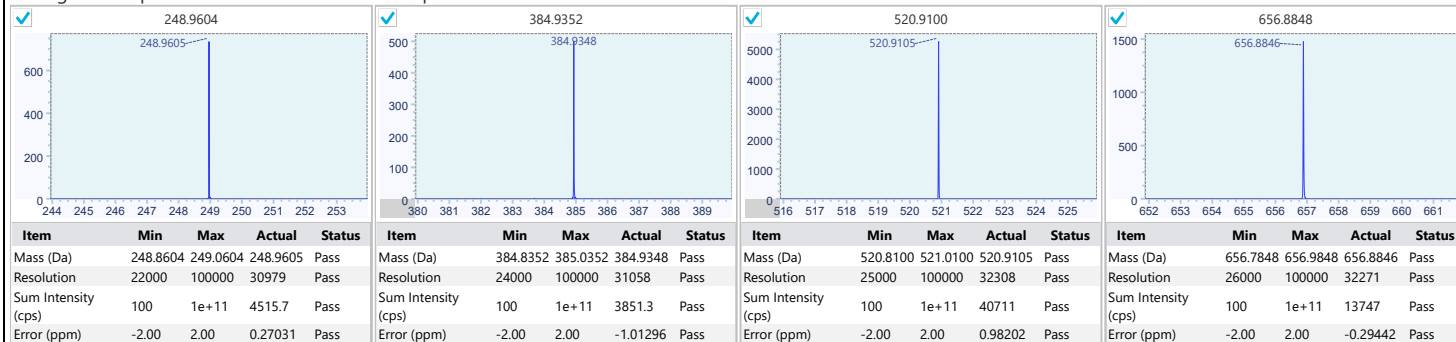 248.9604 384.9352 520.9100 656.8848
248.9605 384.9348 520.9105 656.8846
600 500 5000 1500
400 400 4000 1000
200 300 3000 500
0 200 2000 0
100 1000
0 0
244 245 246 247 248 249 250 251 252 253 380 381 382 383 384 385 386 387 388 389 516 517 518 519 520 521 522 523 524 525 652 653 654 655 656 657 658 659 660 661
Item Min Max Actual Status Item Min Max Actual Status Item Min Max Actual Status Item Min Max Actual Status
Mass (Da) 248.8604 249.0604 248.9605 Pass Mass (Da) 384.8352 385.0352 384.9348 Pass Mass (Da) 520.8100 521.0100 520.9105 Pass Mass (Da) 656.7848 656.9848 656.8846 Pass
Resolution 22000 100000 30979 Pass Resolution 24000 100000 31058 Pass Resolution 25000 100000 32308 Pass Resolution 26000 100000 32271 Pass
Sum Intensity (cps) 100 1e+11 4515.7 Pass Sum Intensity (cps) 100 1e+11 3851.3 Pass Sum Intensity (cps) 100 1e+11 40711 Pass Sum Intensity (cps) 100 1e+11 13747 Pass
Error (ppm) -2.00 2.00 0.27031 Pass Error (ppm) -2.00 2.00 -1.01296 Pass Error (ppm) -2.00 2.00 0.98202 Pass Error (ppm) -2.00 2.00 -0.29442 Pass